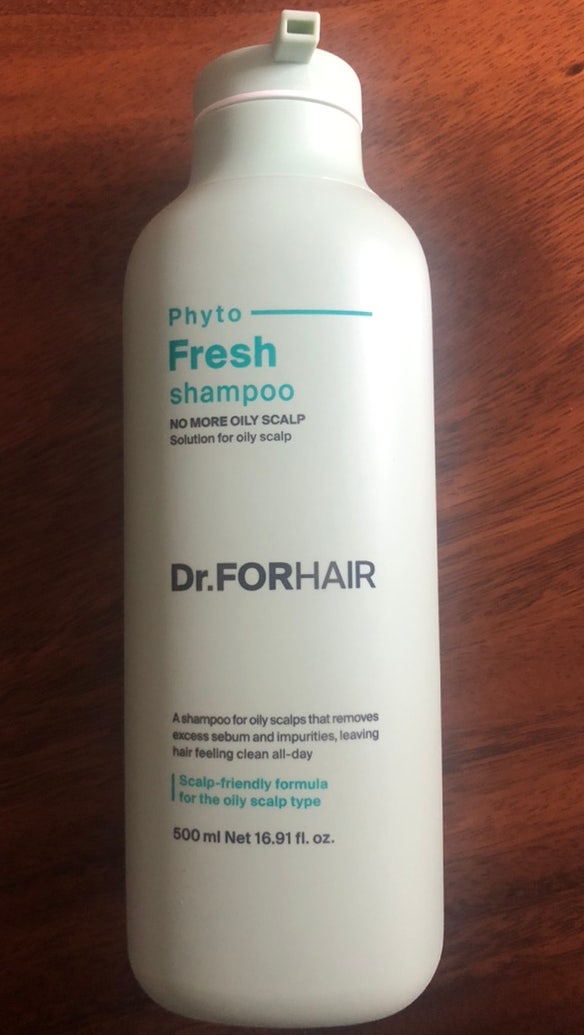 Phyto
Fresh
shampoo
NO MORE OILY SCALP
Solution for oily scalp
Dr.FORHAIR
A shampoo for oily scalps that removes
excess sebum and impurities, leaving
hair feeling clean all-day
Scalp-friendly formula
for the oily scalp type
500 ml Net 16.91 fl. oz.